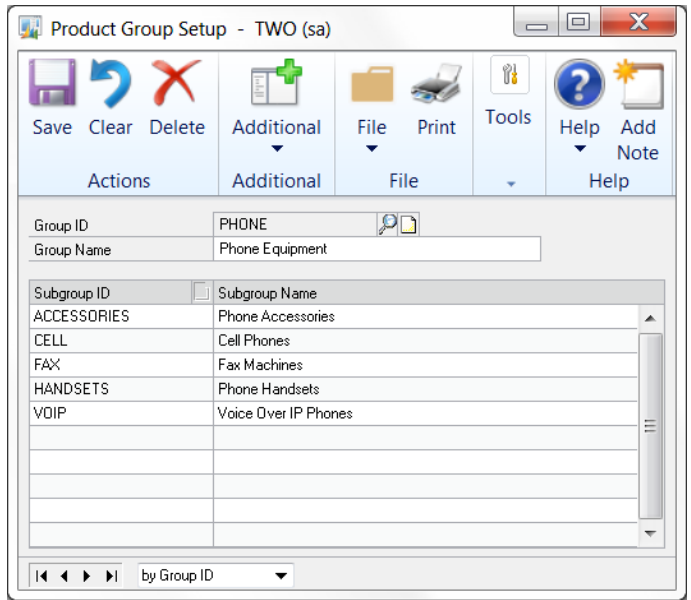 Product Group Setup - TWO (sa)
Save Clear Delete Additional File Print Tools Help Add Note
Actions Additional File Help
Group ID PHONE
Group Name Phone Equipment
Subgroup ID Subgroup Name
ACCESSORIES Phone Accessories
CELL Cell Phones
FAX Fax Machines
HANDSETS Phone Handsets
VOIP Voice Over IP Phones
by Group ID